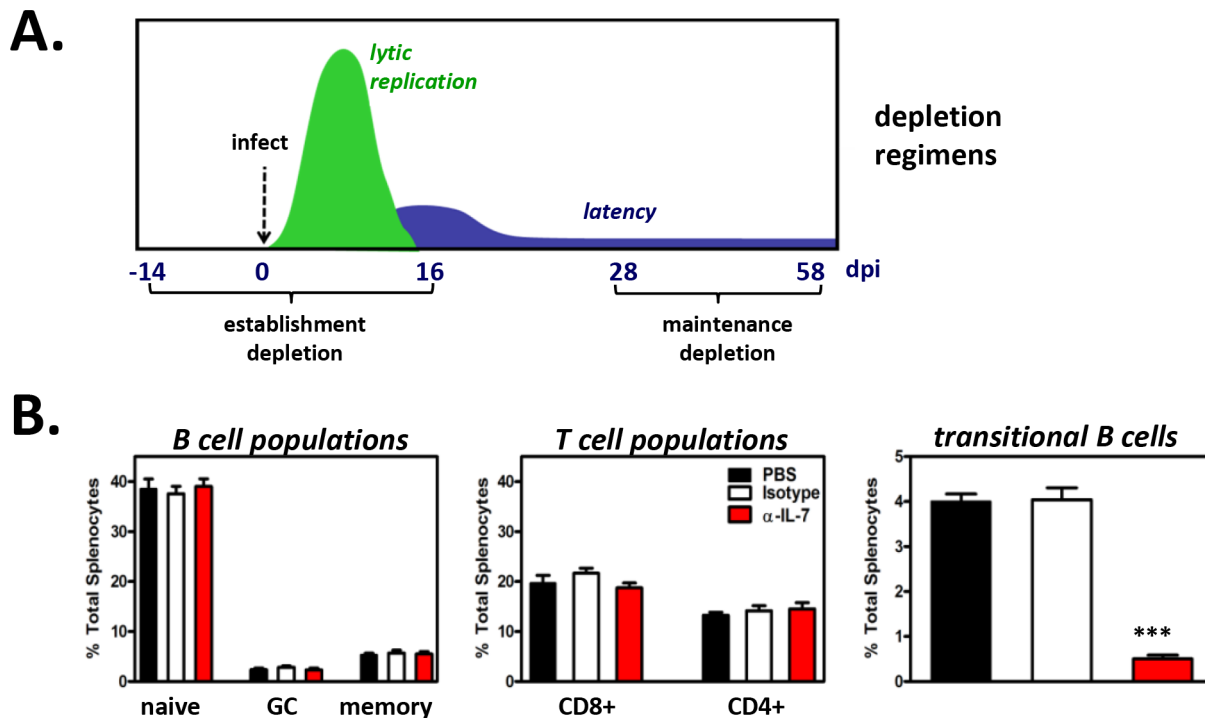 A.
lytic
replication
infect
depletion
regimens
latency
-14 0 16 28 58 dpi
establishment
depletion
maintenance
depletion
B.
B cell populations
% Total Splenocytes
40
30
20
10
0
naive GC memory
T cell populations
PBS
Isotype
α-IL-7
% Total Splenocytes
40
30
20
10
0
CD8+ CD4+
transitional B cells
% Total Splenocytes
5
4
3
2
1
0
***